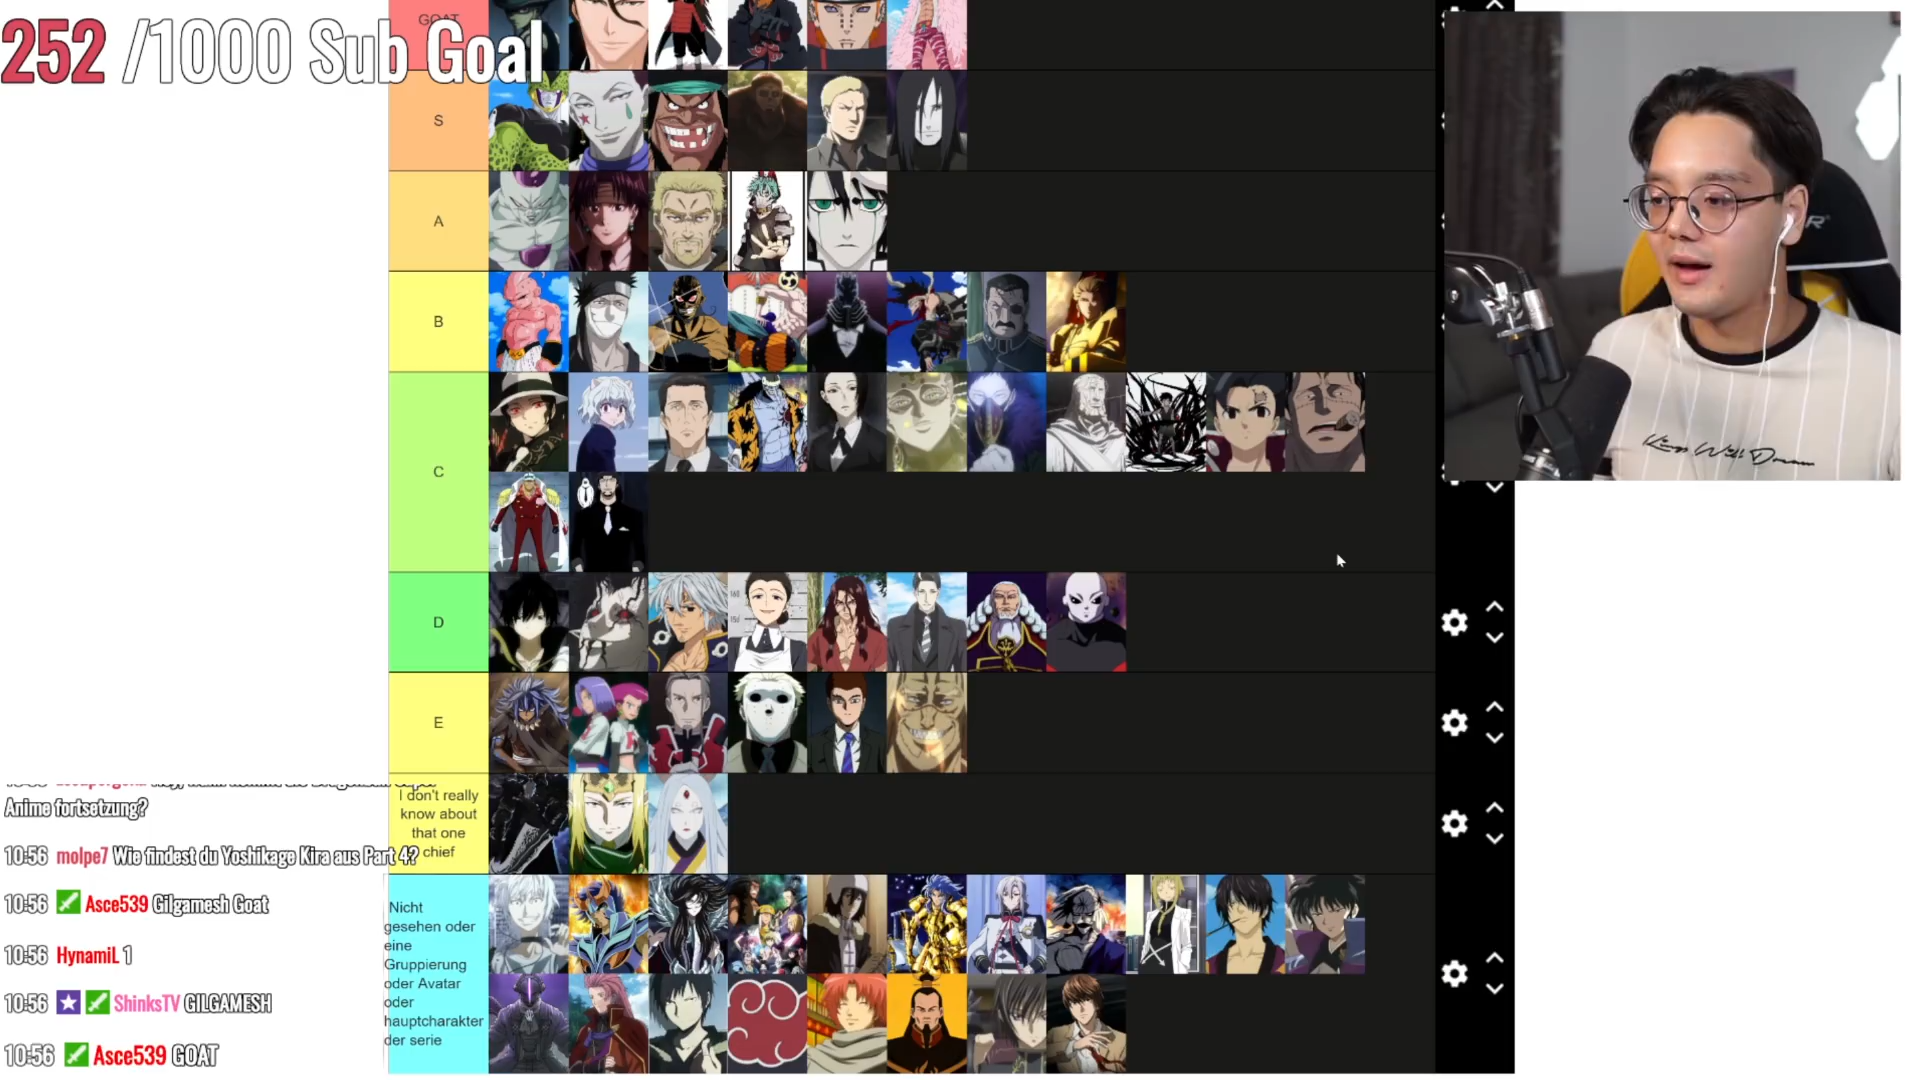 252 /1000 Sub Goal
GOAT
S
A
B
C
D
E
I don't really
know about
that one
chief
Nicht
gesehen oder
eine
Gruppierung
oder Avatar
oder
hauptcharakter
der serie
Anime fortsetzung?
10:56 molpe7 Wie findest du Yoshikage Kira aus Part 4?
10:56 Asce539 Gilgamesh Goat
10:56 HynamiL 1
10:56 ShinksTV GILGAMESH
10:56 Asce539 GOAT